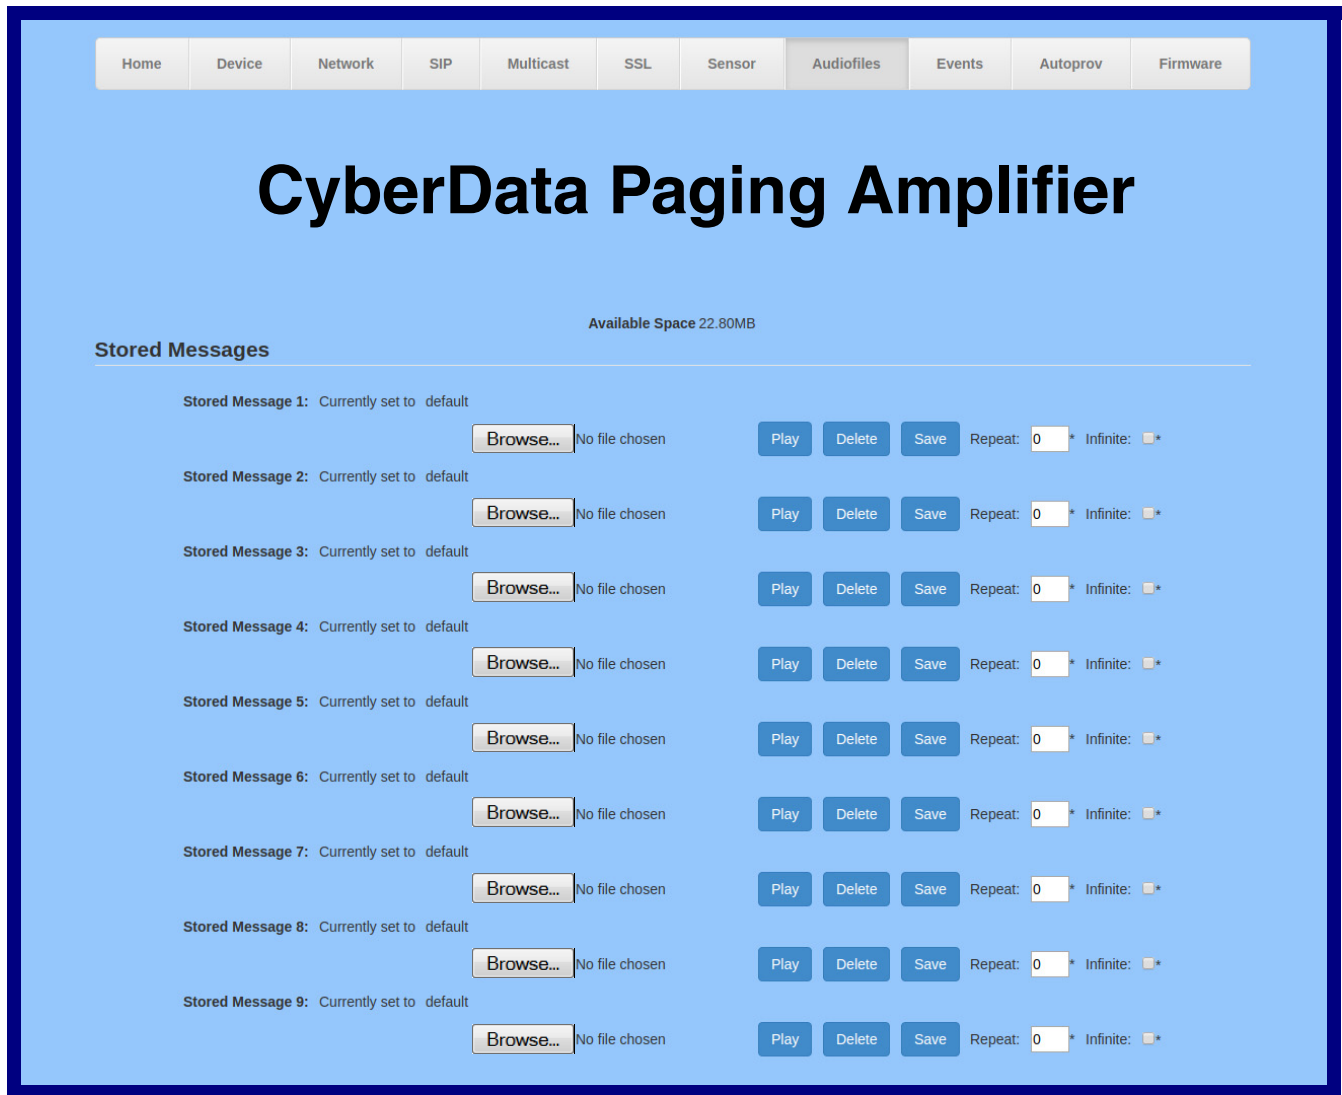 Home Device Network SIP Multicast SSL Sensor Audiofiles Events Autoprov Firmware
CyberData Paging Amplifier
Available Space 22.80MB
Stored Messages
Stored Message 1: Currently set to default
Browse... No file chosen Play Delete Save Repeat: 0 * Infinite: *
Stored Message 2: Currently set to default
Browse... No file chosen Play Delete Save Repeat: 0 * Infinite: *
Stored Message 3: Currently set to default
Browse... No file chosen Play Delete Save Repeat: 0 * Infinite: *
Stored Message 4: Currently set to default
Browse... No file chosen Play Delete Save Repeat: 0 * Infinite: *
Stored Message 5: Currently set to default
Browse... No file chosen Play Delete Save Repeat: 0 * Infinite: *
Stored Message 6: Currently set to default
Browse... No file chosen Play Delete Save Repeat: 0 * Infinite: *
Stored Message 7: Currently set to default
Browse... No file chosen Play Delete Save Repeat: 0 * Infinite: *
Stored Message 8: Currently set to default
Browse... No file chosen Play Delete Save Repeat: 0 * Infinite: *
Stored Message 9: Currently set to default
Browse... No file chosen Play Delete Save Repeat: 0 * Infinite: *